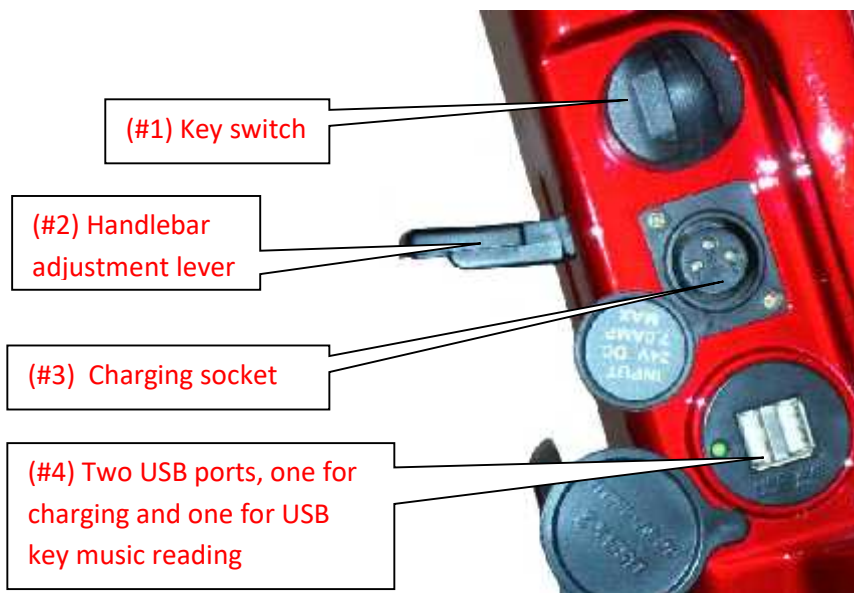 (#1) Key switch
(#2) Handlebar
adjustment lever
(#3) Charging socket
INPUT
24V DC
7.0AMP
MAX
(#4) Two USB ports, one for
charging and one for USB
key music reading